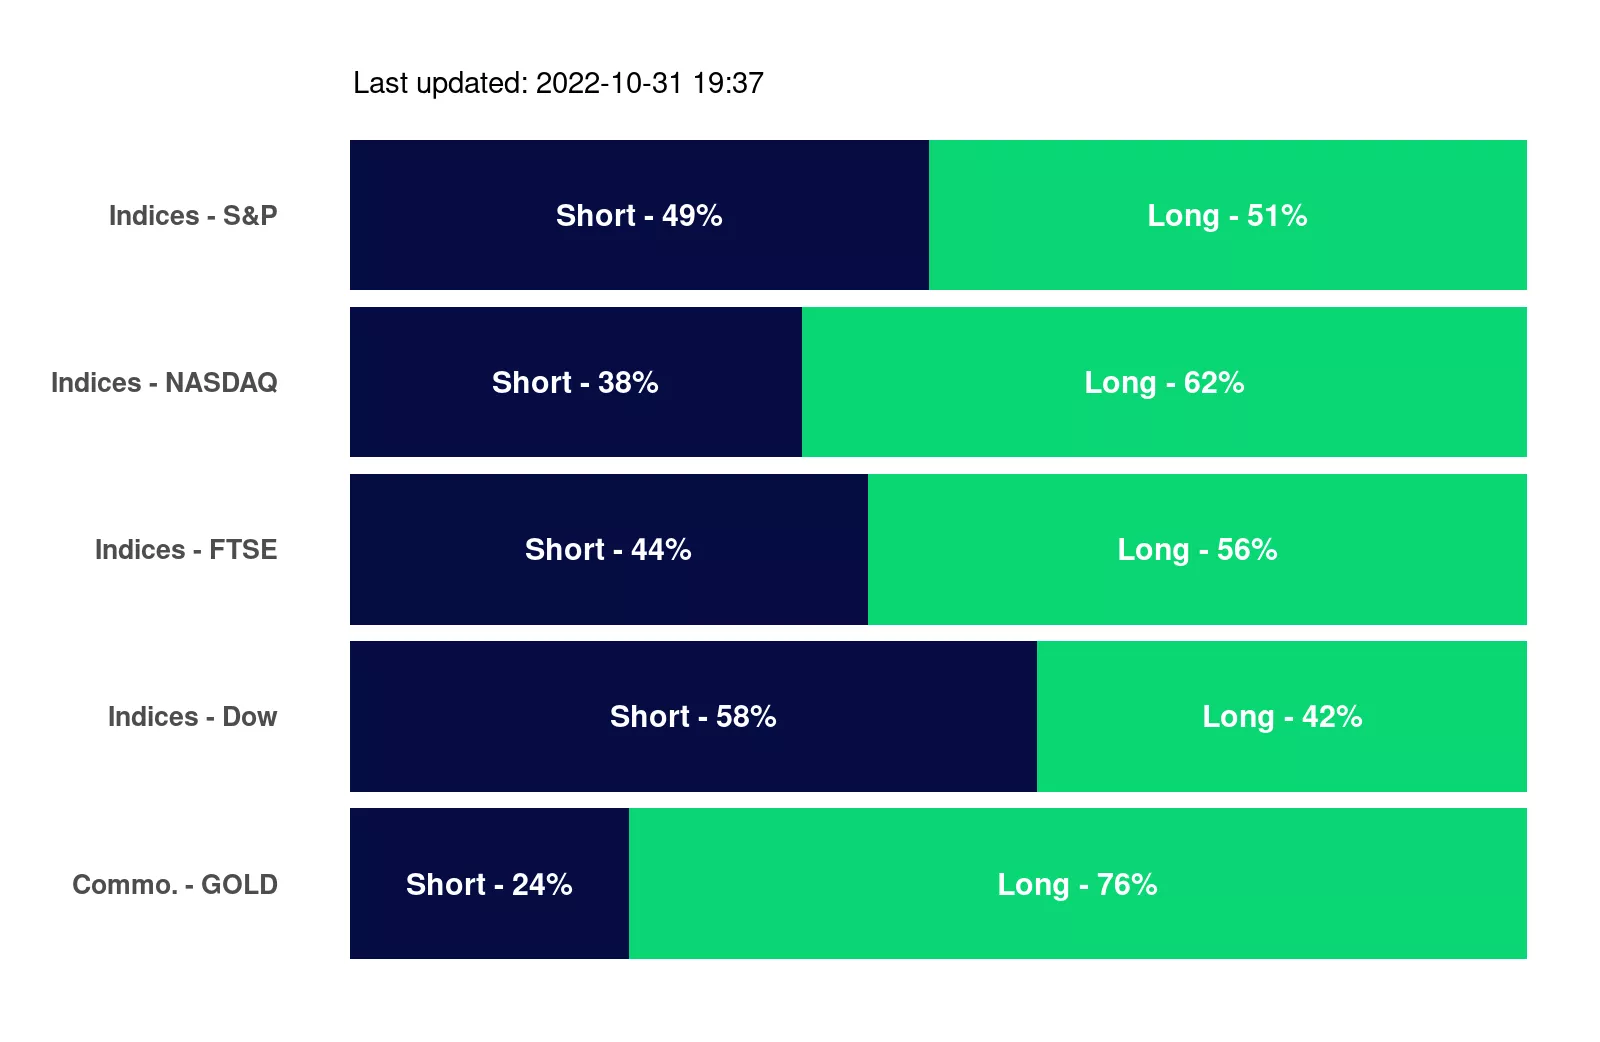 Last updated: 2022-10-31 19:37
Indices - S&P Short - 49% Long - 51%
Indices - NASDAQ Short - 38% Long - 62%
Indices - FTSE Short - 44% Long - 56%
Indices - Dow Short - 58% Long - 42%
Commo. - GOLD Short - 24% Long - 76%